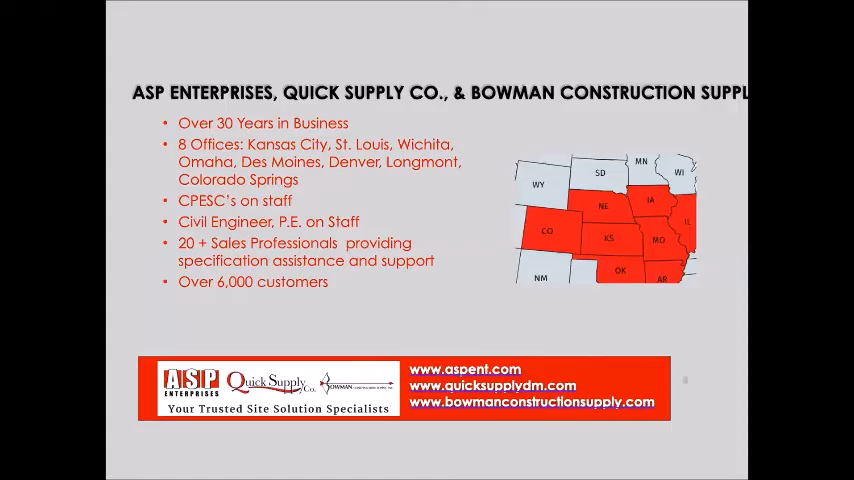 ASP ENTERPRISES, QUICK SUPPLY CO., & BOWMAN CONSTRUCTION SUPPL
• Over 30 Years in Business
• 8 Offices: Kansas City, St. Louis, Wichita,
Omaha, Des Moines, Denver, Longmont,
Colorado Springs
• CPESC's on staff
• Civil Engineer, P.E. on Staff
• 20 + Sales Professionals providing
specification assistance and support
• Over 6,000 customers
MN
SD
WI
WY
IA
NE
IL
CO
KS
MO
OK
NM
AR
ASP
ENTERPRISES
Quick Supply Co.
BOWMAN CONSTRUCTION SUPPLY, INC.
Your Trusted Site Solution Specialists
www.aspent.com
www.quicksupplydm.com
www.bowmanconstructionsupply.com